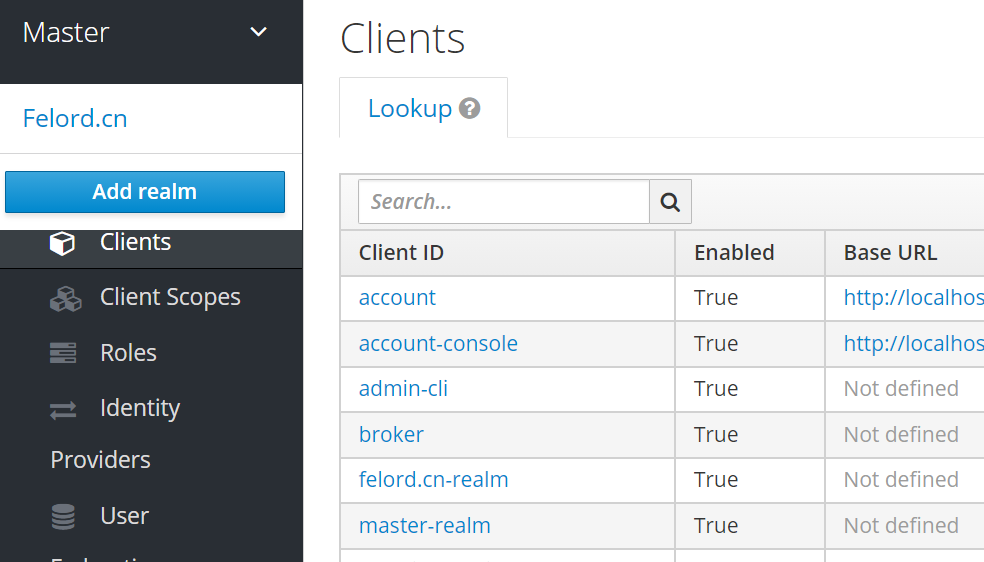 Master
Felord.cn
Add realm
Clients
Client Scopes
Roles
Identity
Providers
User
Clients
Lookup
Search...
Client ID Enabled Base URL
account True http://localhos
account-console True http://localhos
admin-cli True Not defined
broker True Not defined
felord.cn-realm True Not defined
master-realm True Not defined